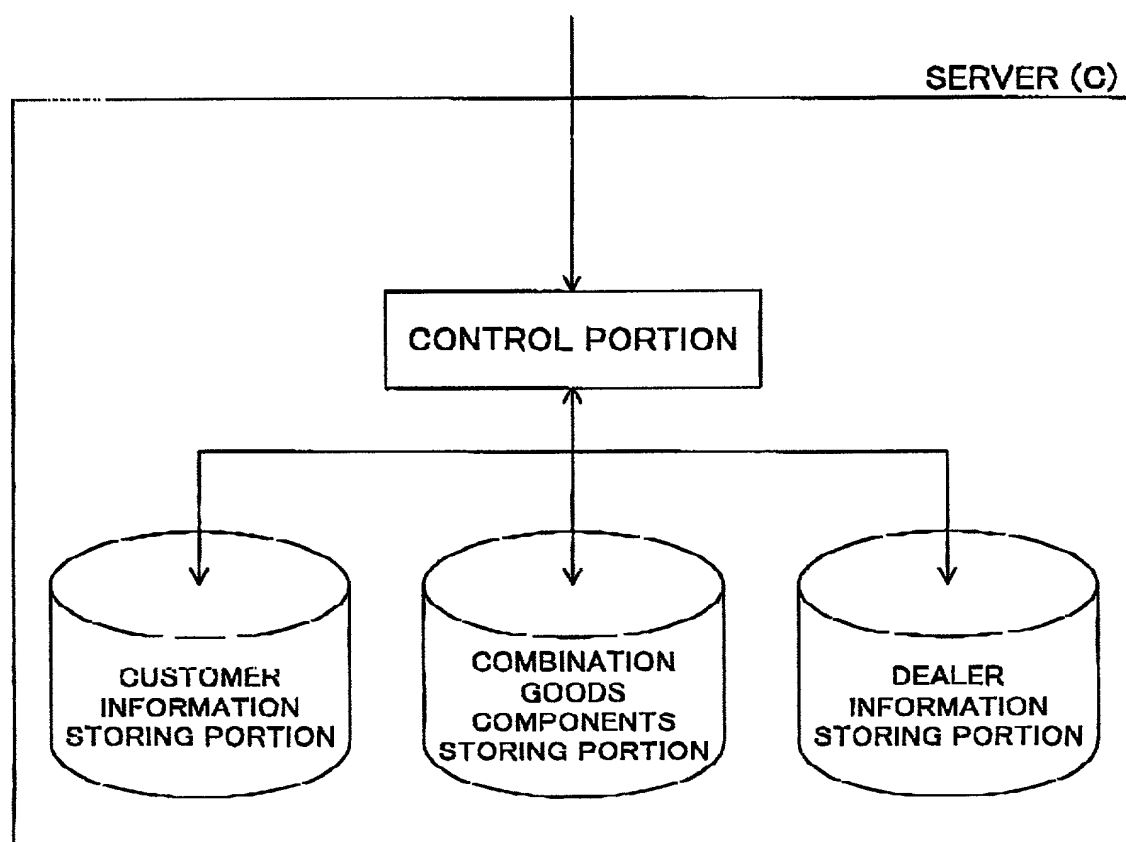 SERVER (C)
CONTROL PORTION
CUSTOMER
INFORMATION
STORING PORTION
COMBINATION
GOODS
COMPONENTS
STORING PORTION
DEALER
INFORMATION
STORING PORTION